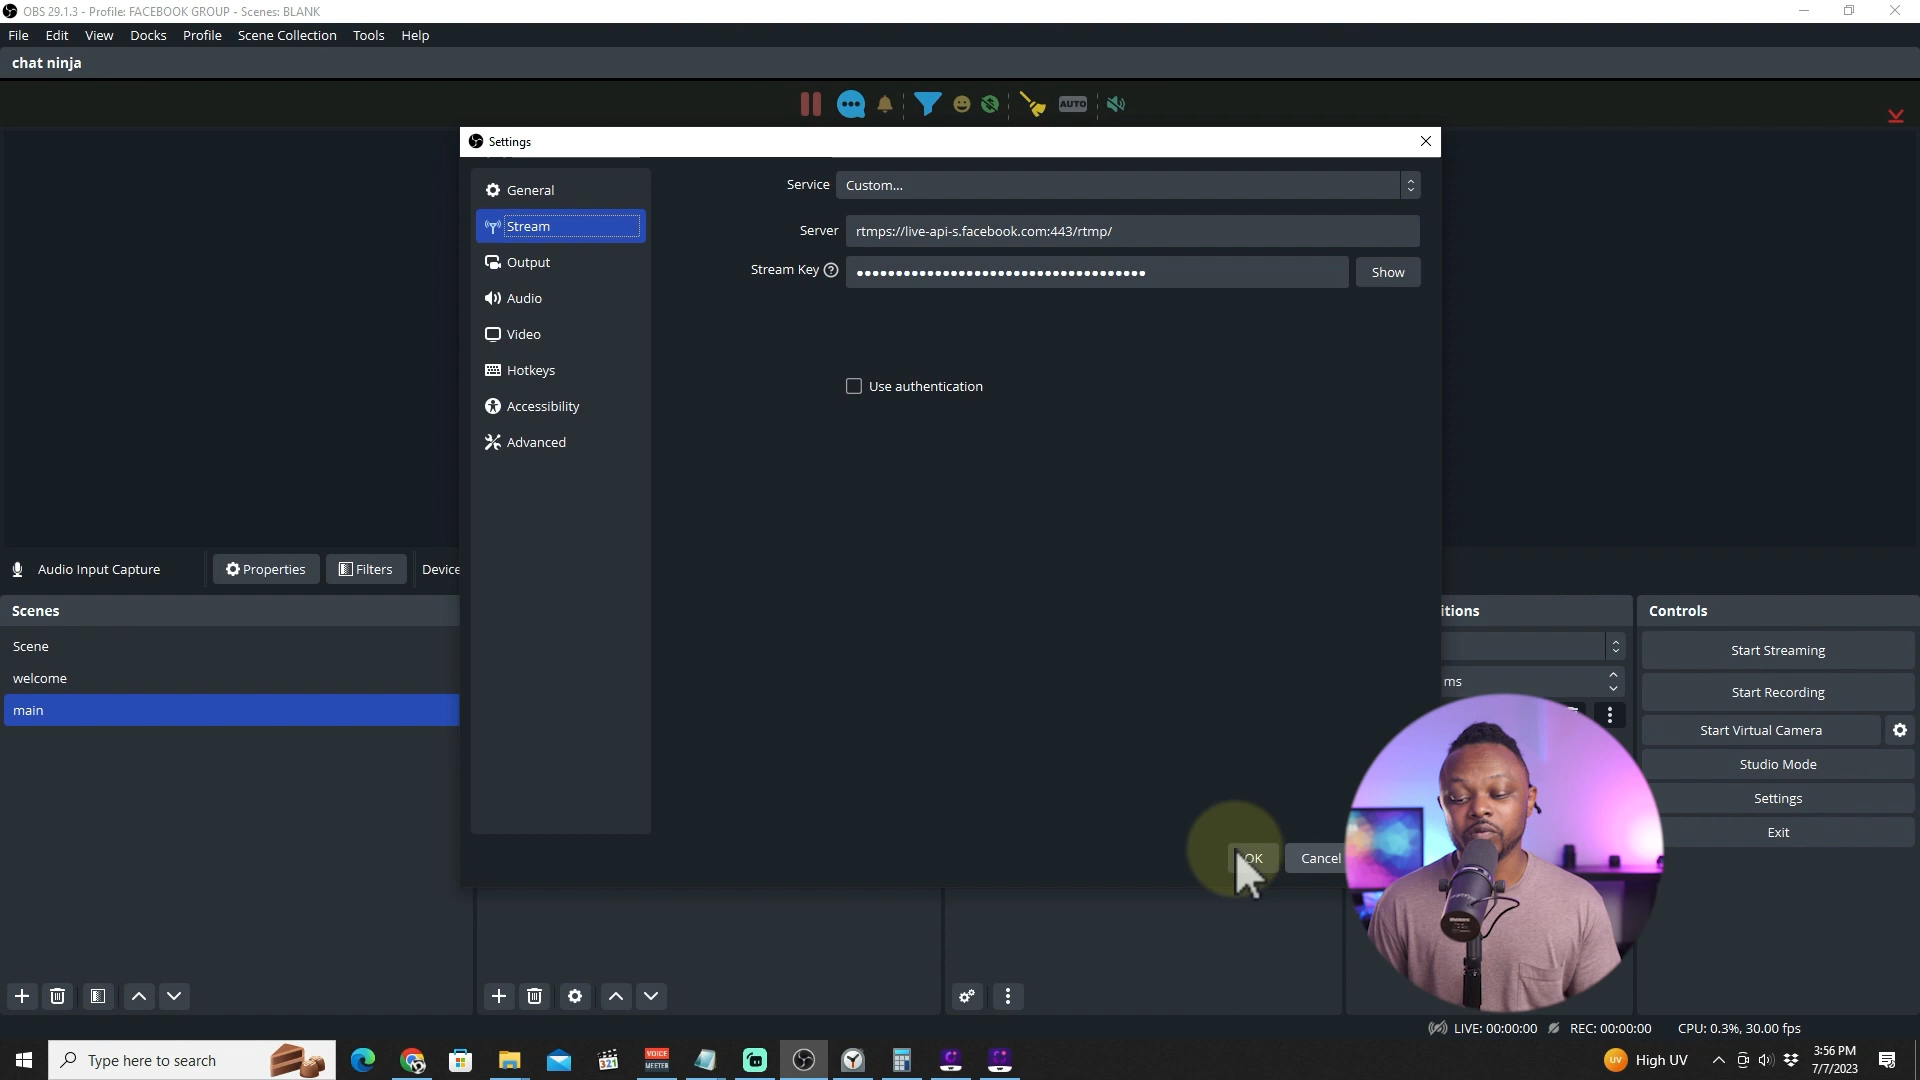 OBS 29.1.3 - Profile: FACEBOOK GROUP - Scenes: BLANK
File Edit View Docks Profile Scene Collection Tools Help
chat ninja
AUTO
Settings
General
Stream
Output
Audio
Video
Hotkeys
Accessibility
Advanced
Service Custom...
Server rtmps://live-api-s.facebook.com:443/rtmp/
Stream Key ? •••••••••••••••••••••••••••••••••••••• Show
Use authentication
OK Cancel
Audio Input Capture Properties Filters Device
Scenes
Scene
welcome
main
itions
ms
Controls
Start Streaming
Start Recording
Start Virtual Camera
Studio Mode
Settings
Exit
LIVE: 00:00:00 REC: 00:00:00 CPU: 0.3%, 30.00 fps
Type here to search
321
VOICE
MEETER
UV High UV
3:56 PM
7/7/2023